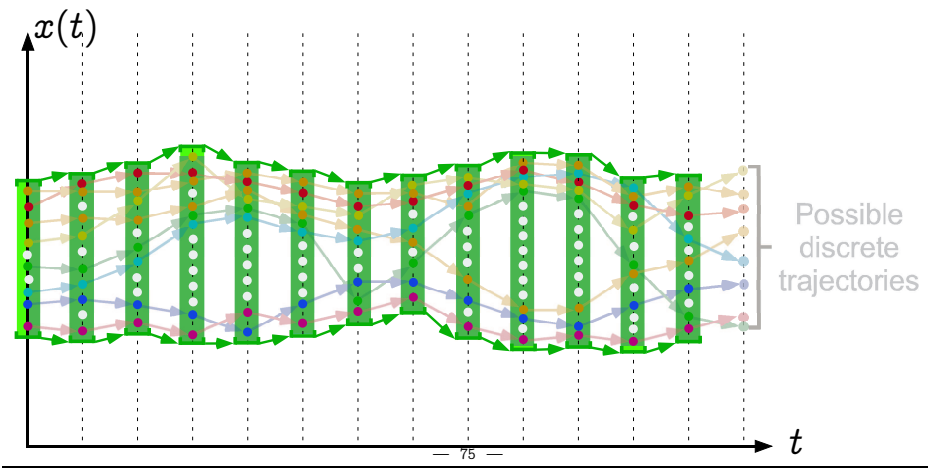 x(t)
Possible
discrete
trajectories
t
— 75 —